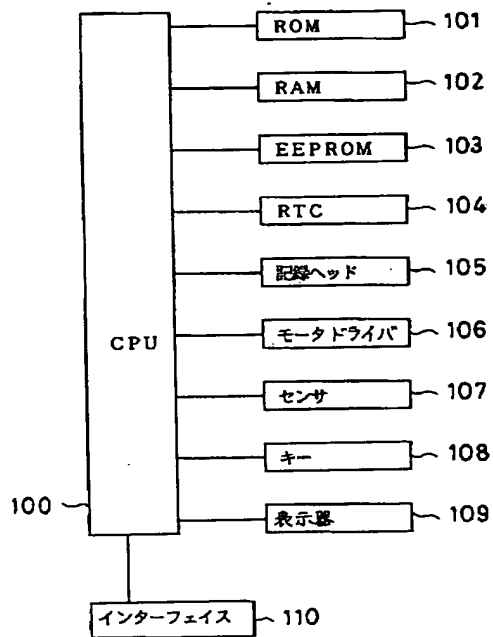 ROM 101
RAM 102
EEPROM 103
RTC 104
記録ヘッド 105
モータドライバ 106
CPU
センサ 107
キー 108
100
表示器 109
インターフェイス 110